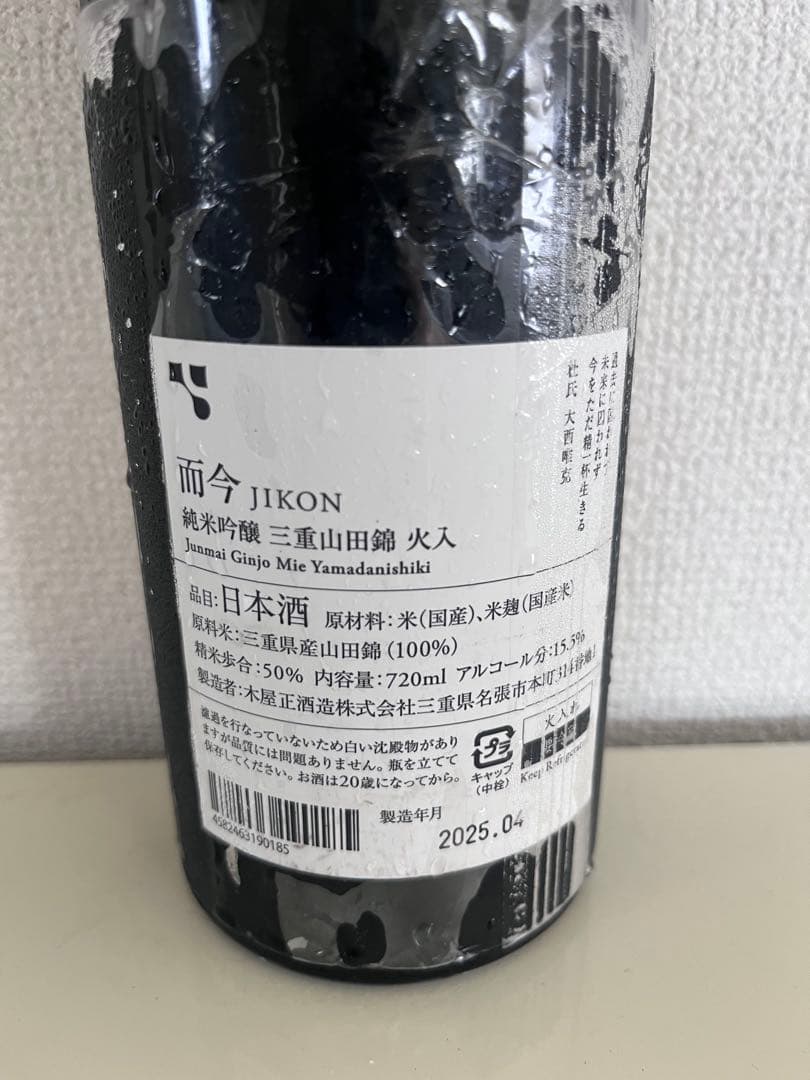 過去に囚われず
未来に囚われず
今をただ精一杯生きる
杜氏 大西唯克
而今 JIKON
純米吟醸 三重山田錦 火入
Junmai Ginjo Mie Yamadanishiki
品目:日本酒 原材料:米(国産)、米麹(国産米)
原料米:三重県産山田錦(100%)
精米歩合:50% 内容量:720ml アルコール分:15.5%
製造者:木屋正酒造株式会社三重県名張市本町314番地1
濾過を行なっていないため白い沈殿物があり
ますが品質には問題ありません。瓶を立てて
保存してください。お酒は20歳になってから。
プラ
キャップ
(中栓)
火入れ
Keep Refrigerated
4582463190185
製造年月
2025.04